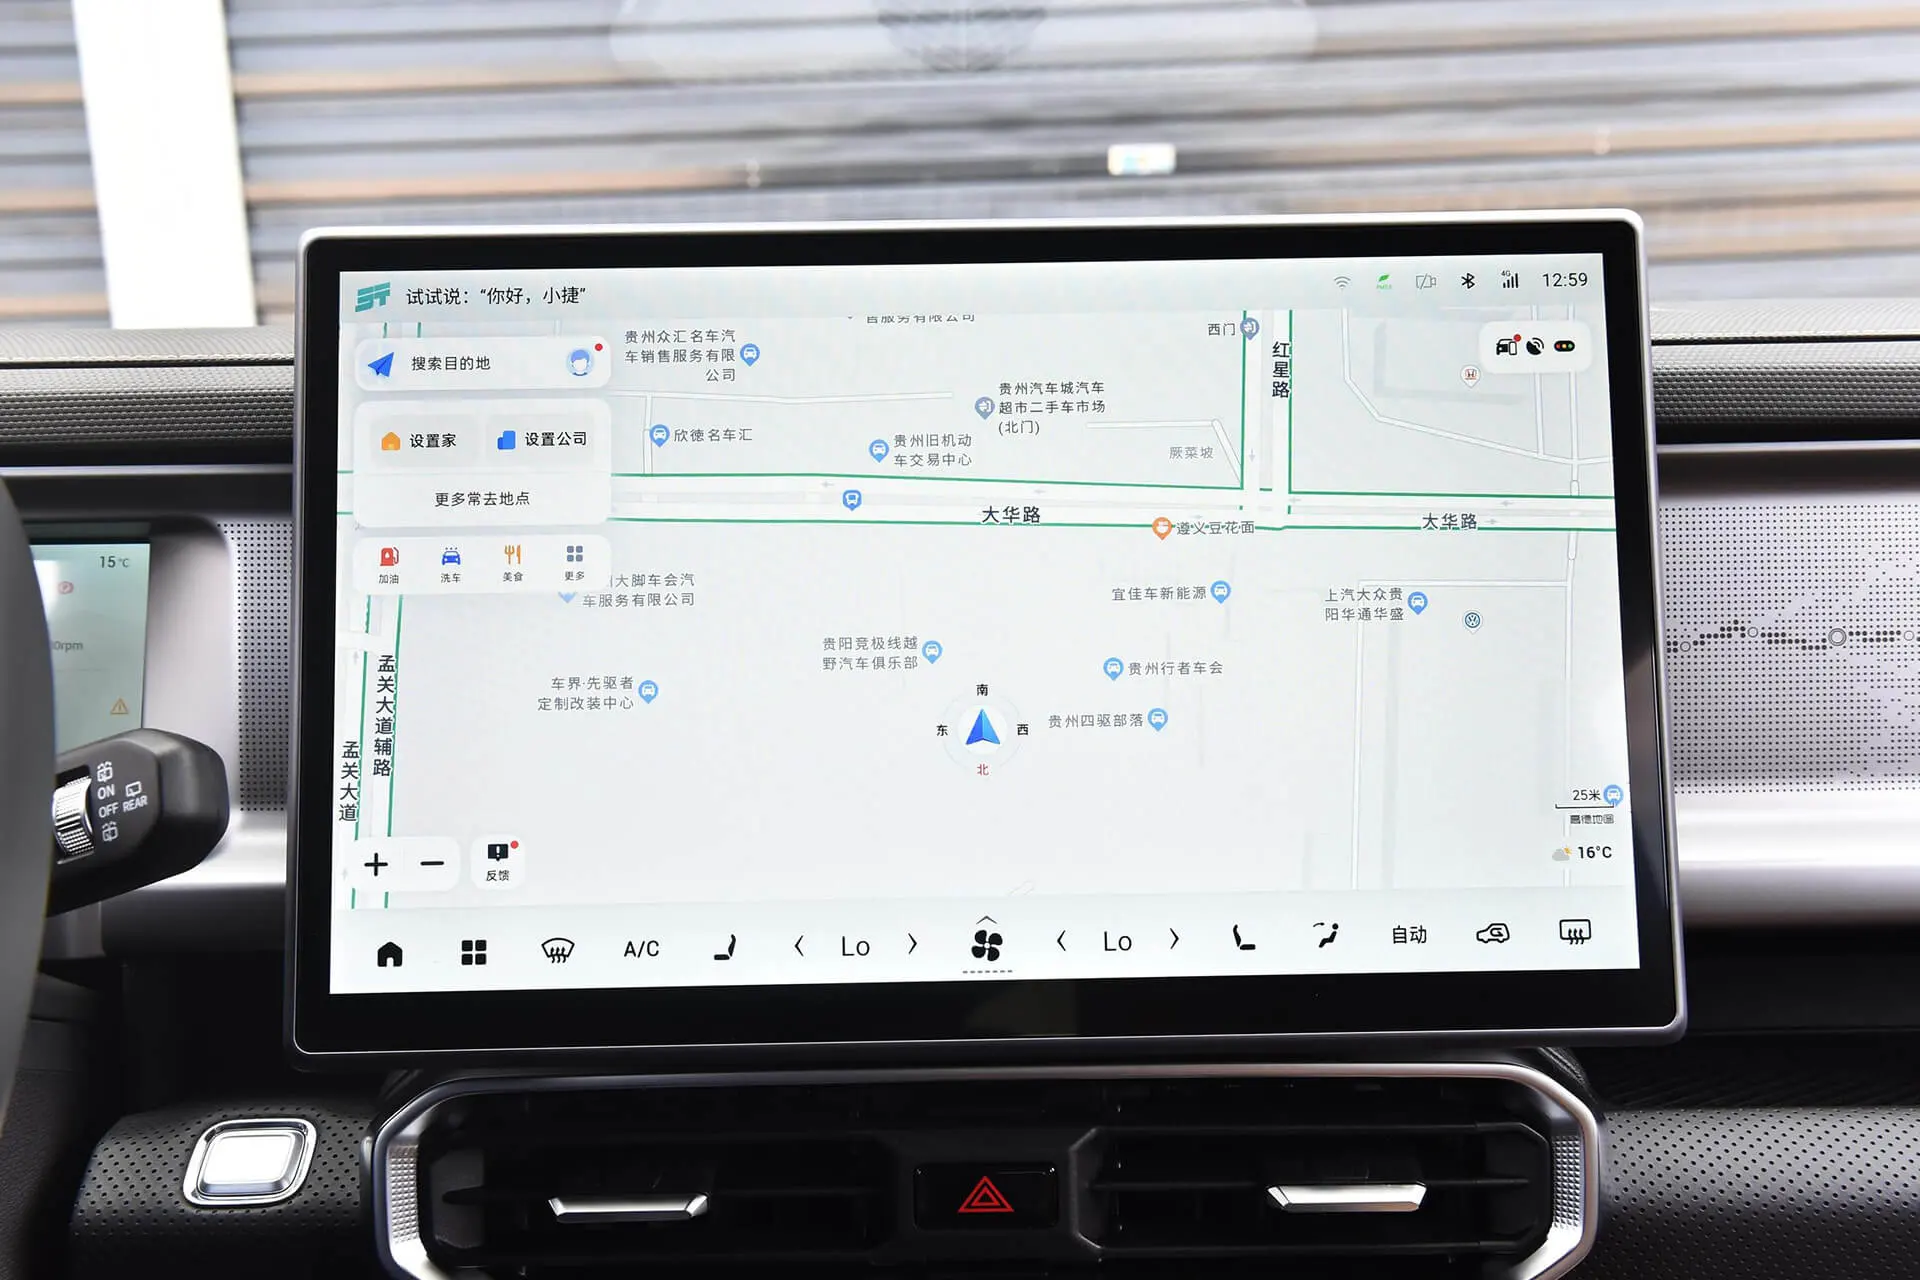 试试说：“你好，小捷”
4G
12:59
搜索目的地
设置家
设置公司
更多常去地点
加油
洗车
美食
更多
售服务有限公司
贵州众汇名车汽
车销售服务有限
公司
西门
红星路
贵州汽车城汽车
超市二手车市场
(北门)
欣德名车汇
贵州旧机动
车交易中心
厥菜坡
大华路
遵义豆花面
大华路
大脚车会汽
车服务有限公司
宜佳车新能源
上汽大众贵
阳华通华盛
贵阳竞极线越
野汽车俱乐部
贵州行者车会
车界·先驱者
定制改装中心
贵州四驱部落
南
东
西
北
孟关大道辅路
孟关大道
25米
高德地图
16°C
+
−
反馈
A/C
Lo
Lo
自动
15°C
0rpm
ON
OFF
REAR